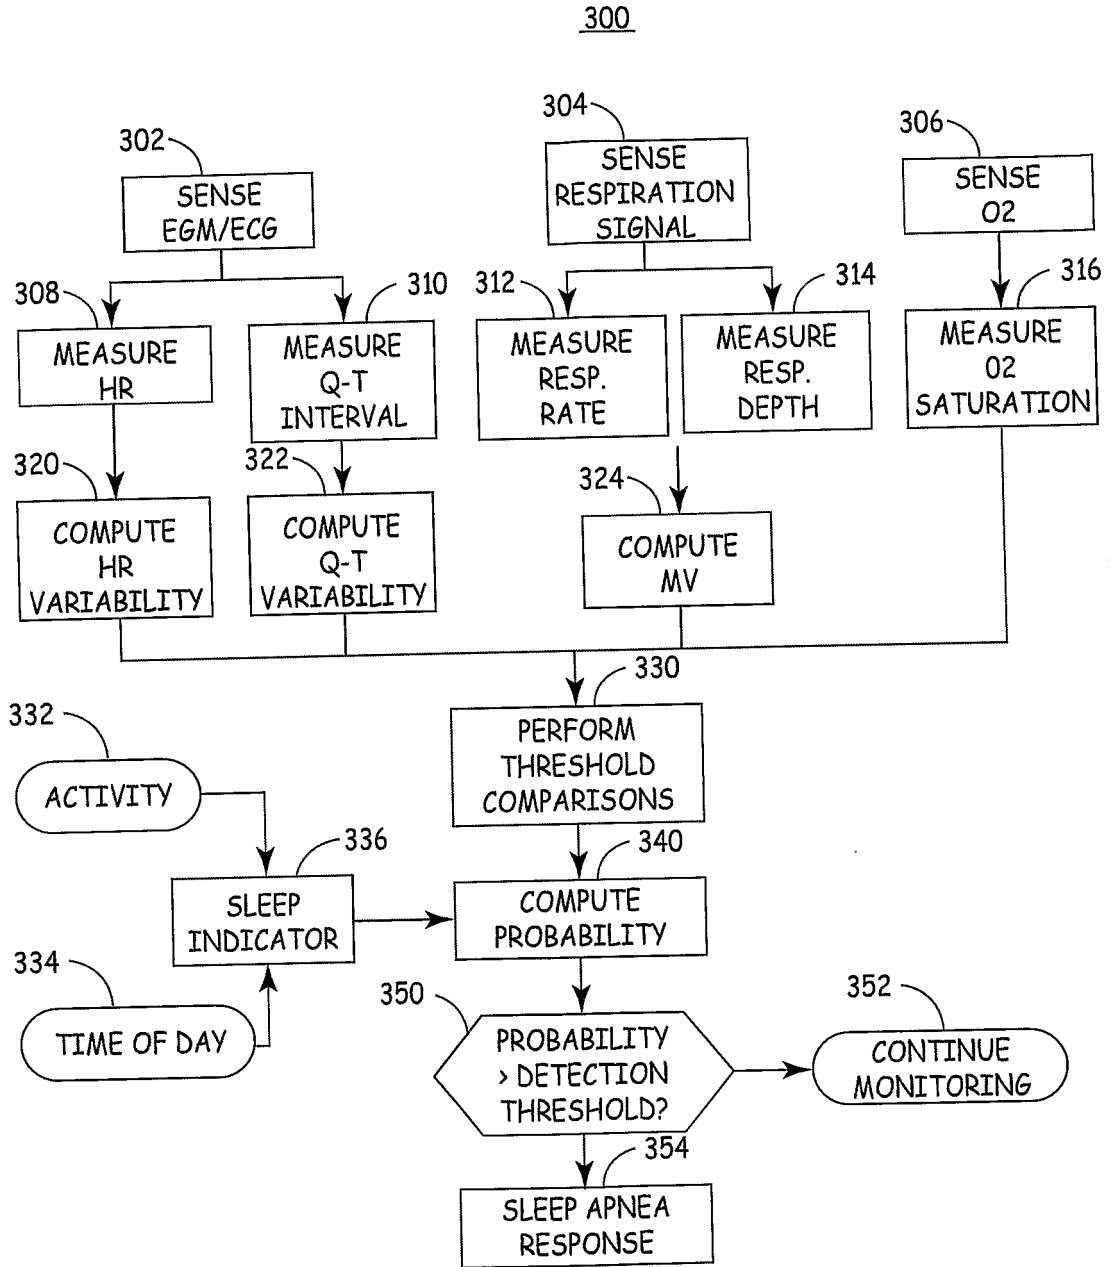 300
302
SENSE
EGM/ECG
304
SENSE
RESPIRATION
SIGNAL
306
SENSE
O2
308
MEASURE
HR
310
MEASURE
Q-T
INTERVAL
312
MEASURE
RESP.
RATE
314
MEASURE
RESP.
DEPTH
316
MEASURE
O2
SATURATION
320
COMPUTE
HR
VARIABILITY
322
COMPUTE
Q-T
VARIABILITY
324
COMPUTE
MV
330
PERFORM
THRESHOLD
COMPARISONS
332
ACTIVITY
334
TIME OF DAY
336
SLEEP
INDICATOR
340
COMPUTE
PROBABILITY
350
PROBABILITY
> DETECTION
THRESHOLD?
352
CONTINUE
MONITORING
354
SLEEP APNEA
RESPONSE